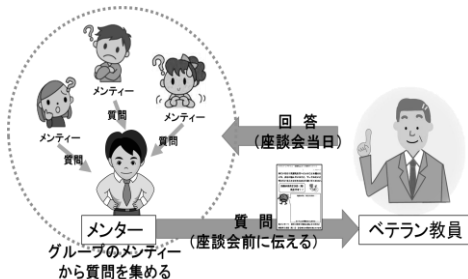 メンティー
メンティー
メンティー
質問
質問
質問
メンター
グループのメンティー
から質問を集める
回 答
(座談会当日)
質 問
(座談会前に伝える)
ベテラン教員